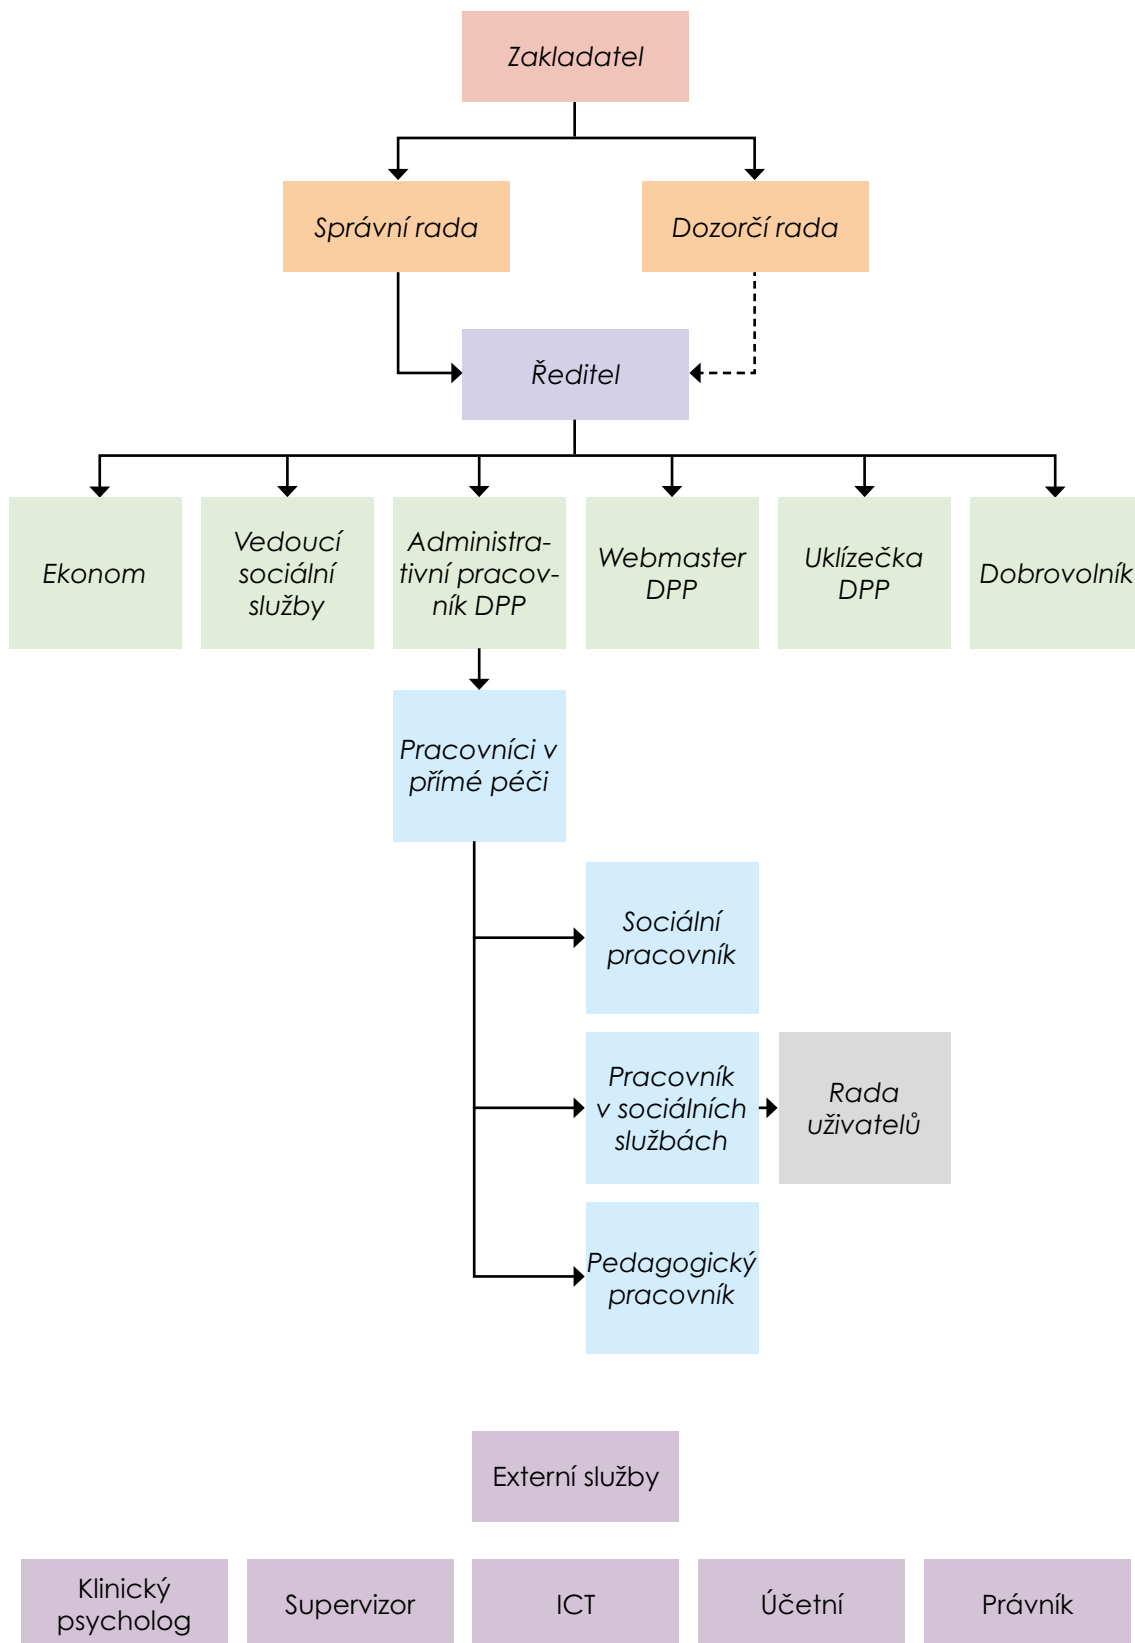 Zakladatel
Správní rada
Dozorčí rada
Ředitel
Ekonom
Vedoucí
sociální
služby
Administra-
tivní pracov-
ník DPP
Webmaster
DPP
Uklízečka
DPP
Dobrovolník
Pracovníci v
přímé péči
Sociální
pracovník
Pracovník
v sociálních
službách
Rada
uživatelů
Pedagogický
pracovník
Externí služby
Klinický
psycholog
Supervizor
ICT
Účetní
Právník